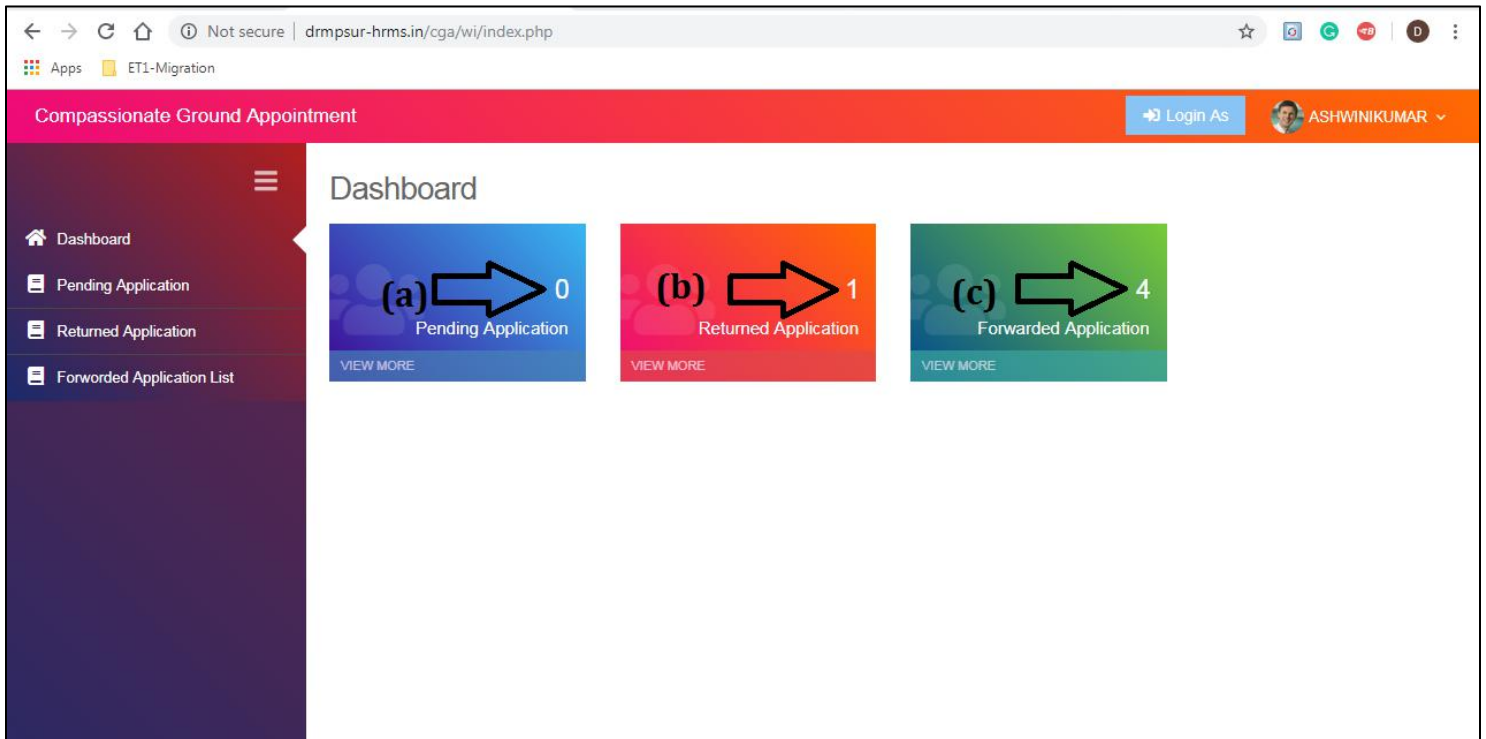 Not secure | drmpsur-hrms.in/cga/wi/index.php
D
Apps ET1-Migration
Compassionate Ground Appointment
Login As ASHWINIKUMAR
Dashboard
Pending Application
Returned Application
Forworded Application List
Dashboard
(a) 0
Pending Application
VIEW MORE
(b) 1
Returned Application
VIEW MORE
(c) 4
Forwarded Application
VIEW MORE